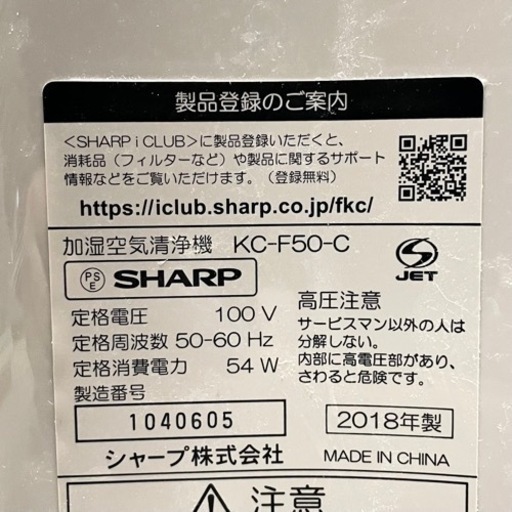 製品登録のご案内
<SHARP i CLUB>に製品登録いただくと、
消耗品（フィルターなど）や製品に関するサポート
情報などをご覧いただけます。（登録無料）
https://iclub.sharp.co.jp/fkc/
加湿空気清浄機 KC-F50-C
PS
E
SHARP
JET
定格電圧 100 V
定格周波数 50-60 Hz
定格消費電力 54 W
製造番号
1040605
シャープ株式会社
高圧注意
サービスマン以外の人は
分解しない。
内部に高電圧部があり、
さわると危険です。
2018年製
MADE IN CHINA
注意